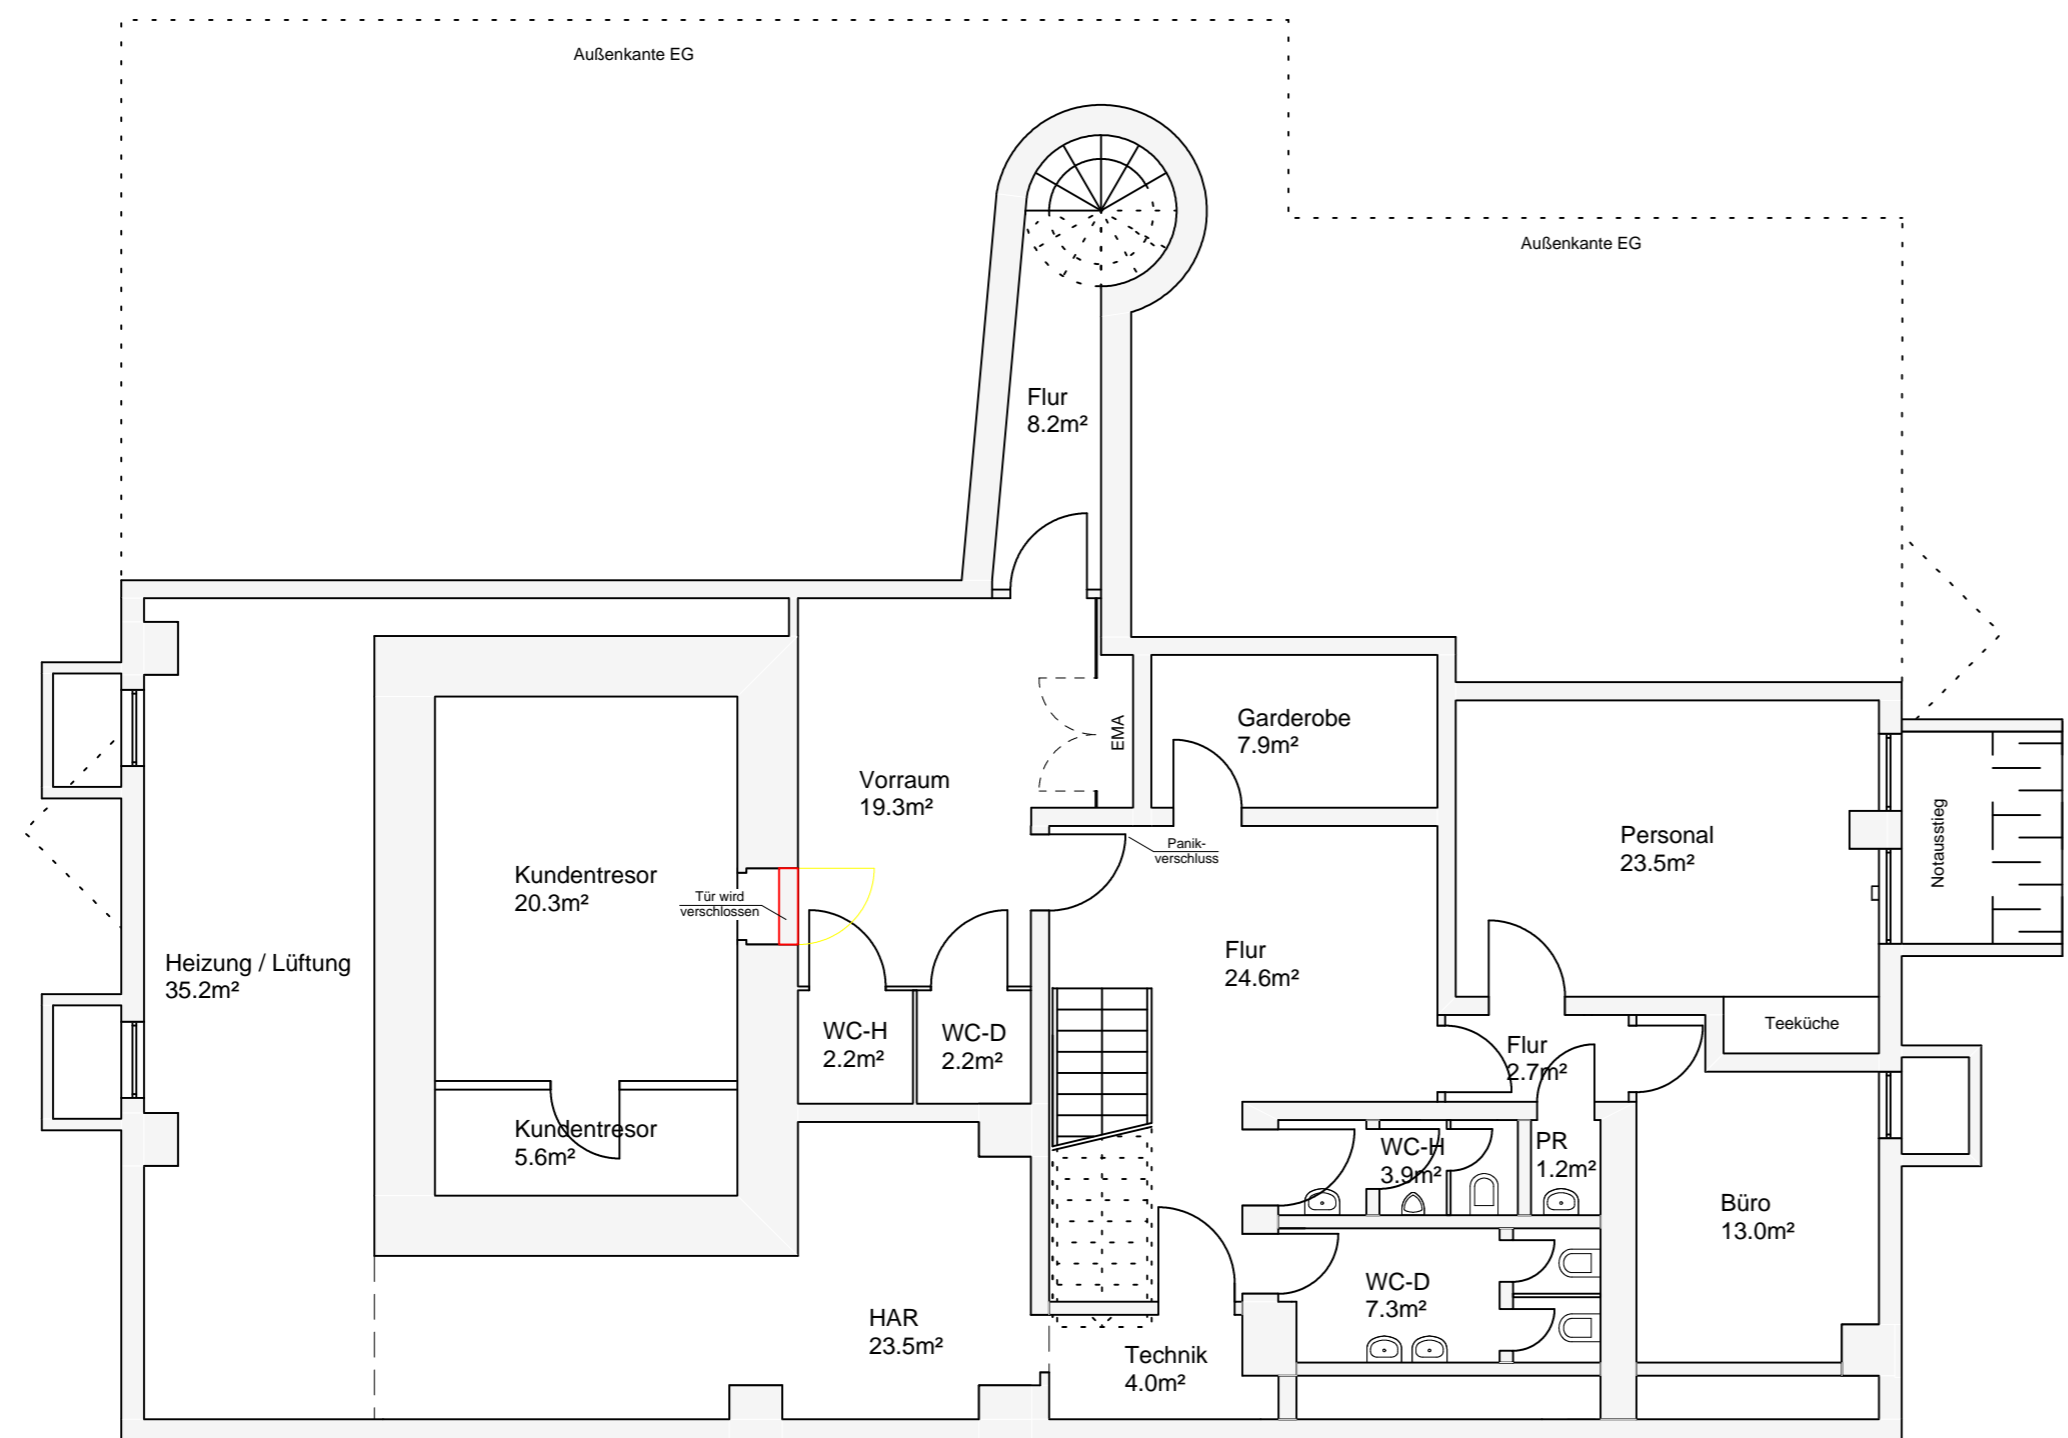 Außenkante EG
Außenkante EG
Flur
8.2m²
Garderobe
7.9m²
EMA
Vorraum
19.3m²
Personal
23.5m²
Notausstieg
Panik-
verschluss
Kundentresor
20.3m²
Tür wird
verschlossen
Heizung / Lüftung
35.2m²
Flur
24.6m²
Teeküche
WC-H
2.2m²
WC-D
2.2m²
Flur
2.7m²
Kundentresor
5.6m²
WC-H
3.9m²
PR
1.2m²
Büro
13.0m²
WC-D
7.3m²
HAR
23.5m²
Technik
4.0m²